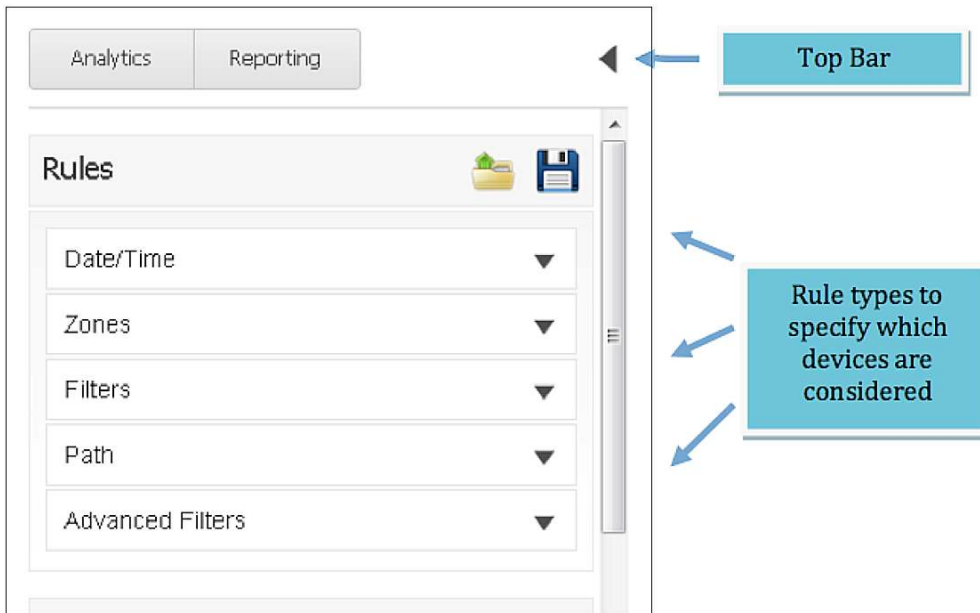 Analytics
Reporting
Top Bar
Rules
Date/Time
Zones
Filters
Path
Advanced Filters
Rule types to
specify which
devices are
considered